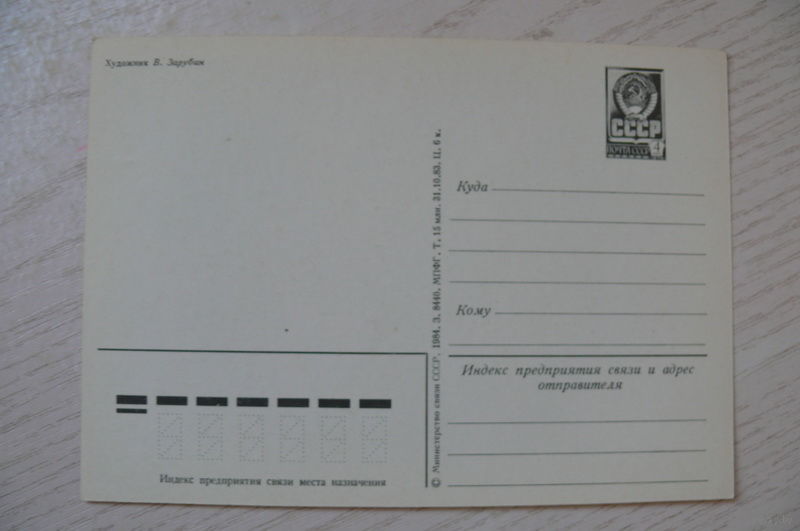 Художник В. Зарубин
СССР
ПОЧТА СССР 4
Куда
Кому
© Министерство связи СССР, 1984. З. 8440. МПФГ. Т. 15 млн. 31.10.83. Ц. 6 к.
Индекс предприятия связи и адрес
отправителя
Индекс предприятия связи места назначения